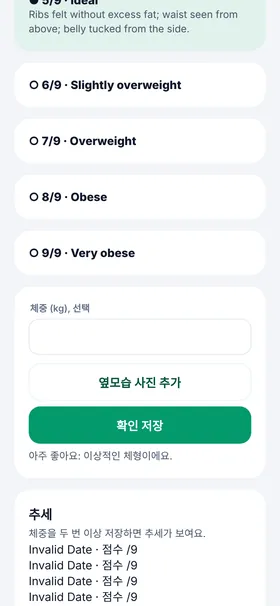 5/9 · Ideal
Ribs felt without excess fat; waist seen from
above; belly tucked from the side.
6/9 · Slightly overweight
7/9 · Overweight
8/9 · Obese
9/9 · Very obese
체중 (kg), 선택
옆모습 사진 추가
확인 저장
아주 좋아요: 이상적인 체형이에요.
추세
체중을 두 번 이상 저장하면 추세가 보여요.
Invalid Date · 점수 /9
Invalid Date · 점수 /9
Invalid Date · 점수 /9
Invalid Date · 점수 /9